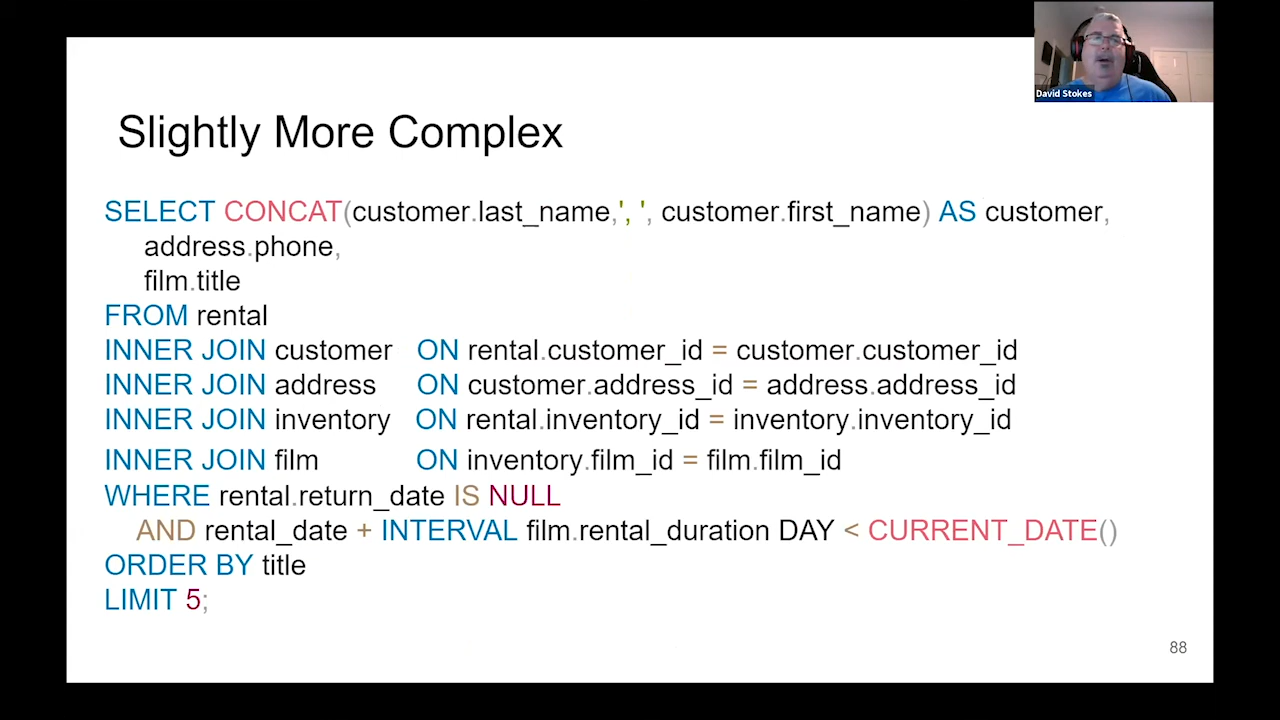 David Stokes
Slightly More Complex
SELECT CONCAT(customer.last_name,', ', customer.first_name) AS customer,
address.phone,
film.title
FROM rental
INNER JOIN customer ON rental.customer_id = customer.customer_id
INNER JOIN address ON customer.address_id = address.address_id
INNER JOIN inventory ON rental.inventory_id = inventory.inventory_id
INNER JOIN film ON inventory.film_id = film.film_id
WHERE rental.return_date IS NULL
AND rental_date + INTERVAL film.rental_duration DAY < CURRENT_DATE()
ORDER BY title
LIMIT 5;
88